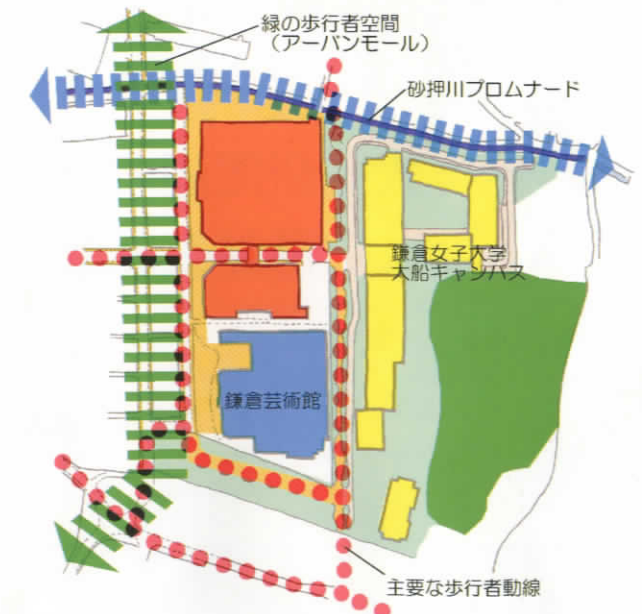 緑の歩行者空間
（アーバンモール）
砂押川プロムナード
鎌倉女子大学
大船キャンパス
鎌倉芸術館
主要な歩行者動線